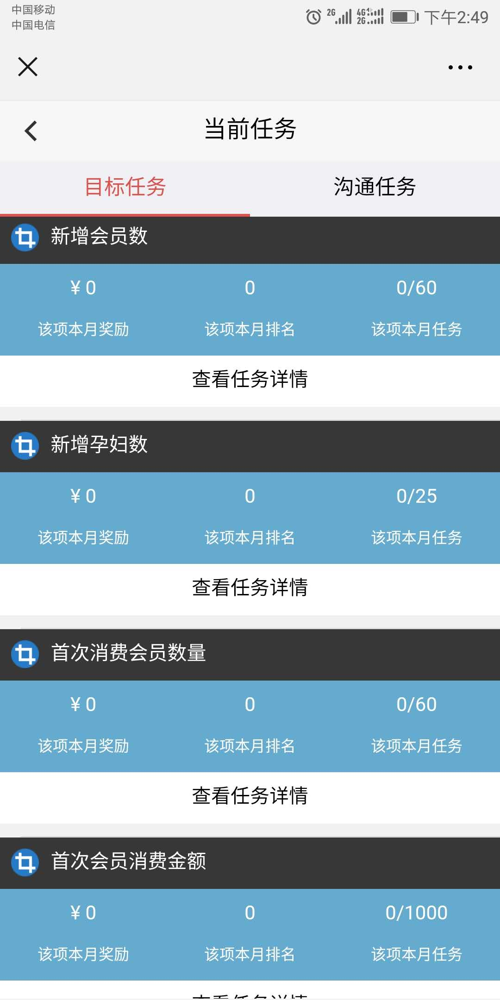 中国移动
中国电信
2G 4G 2G 下午2:49
当前任务
目标任务 沟通任务
新增会员数
¥ 0 0 0/60
该项本月奖励 该项本月排名 该项本月任务
查看任务详情
新增孕妇数
¥ 0 0 0/25
该项本月奖励 该项本月排名 该项本月任务
查看任务详情
首次消费会员数量
¥ 0 0 0/60
该项本月奖励 该项本月排名 该项本月任务
查看任务详情
首次会员消费金额
¥ 0 0 0/1000
该项本月奖励 该项本月排名 该项本月任务
查看任务详情